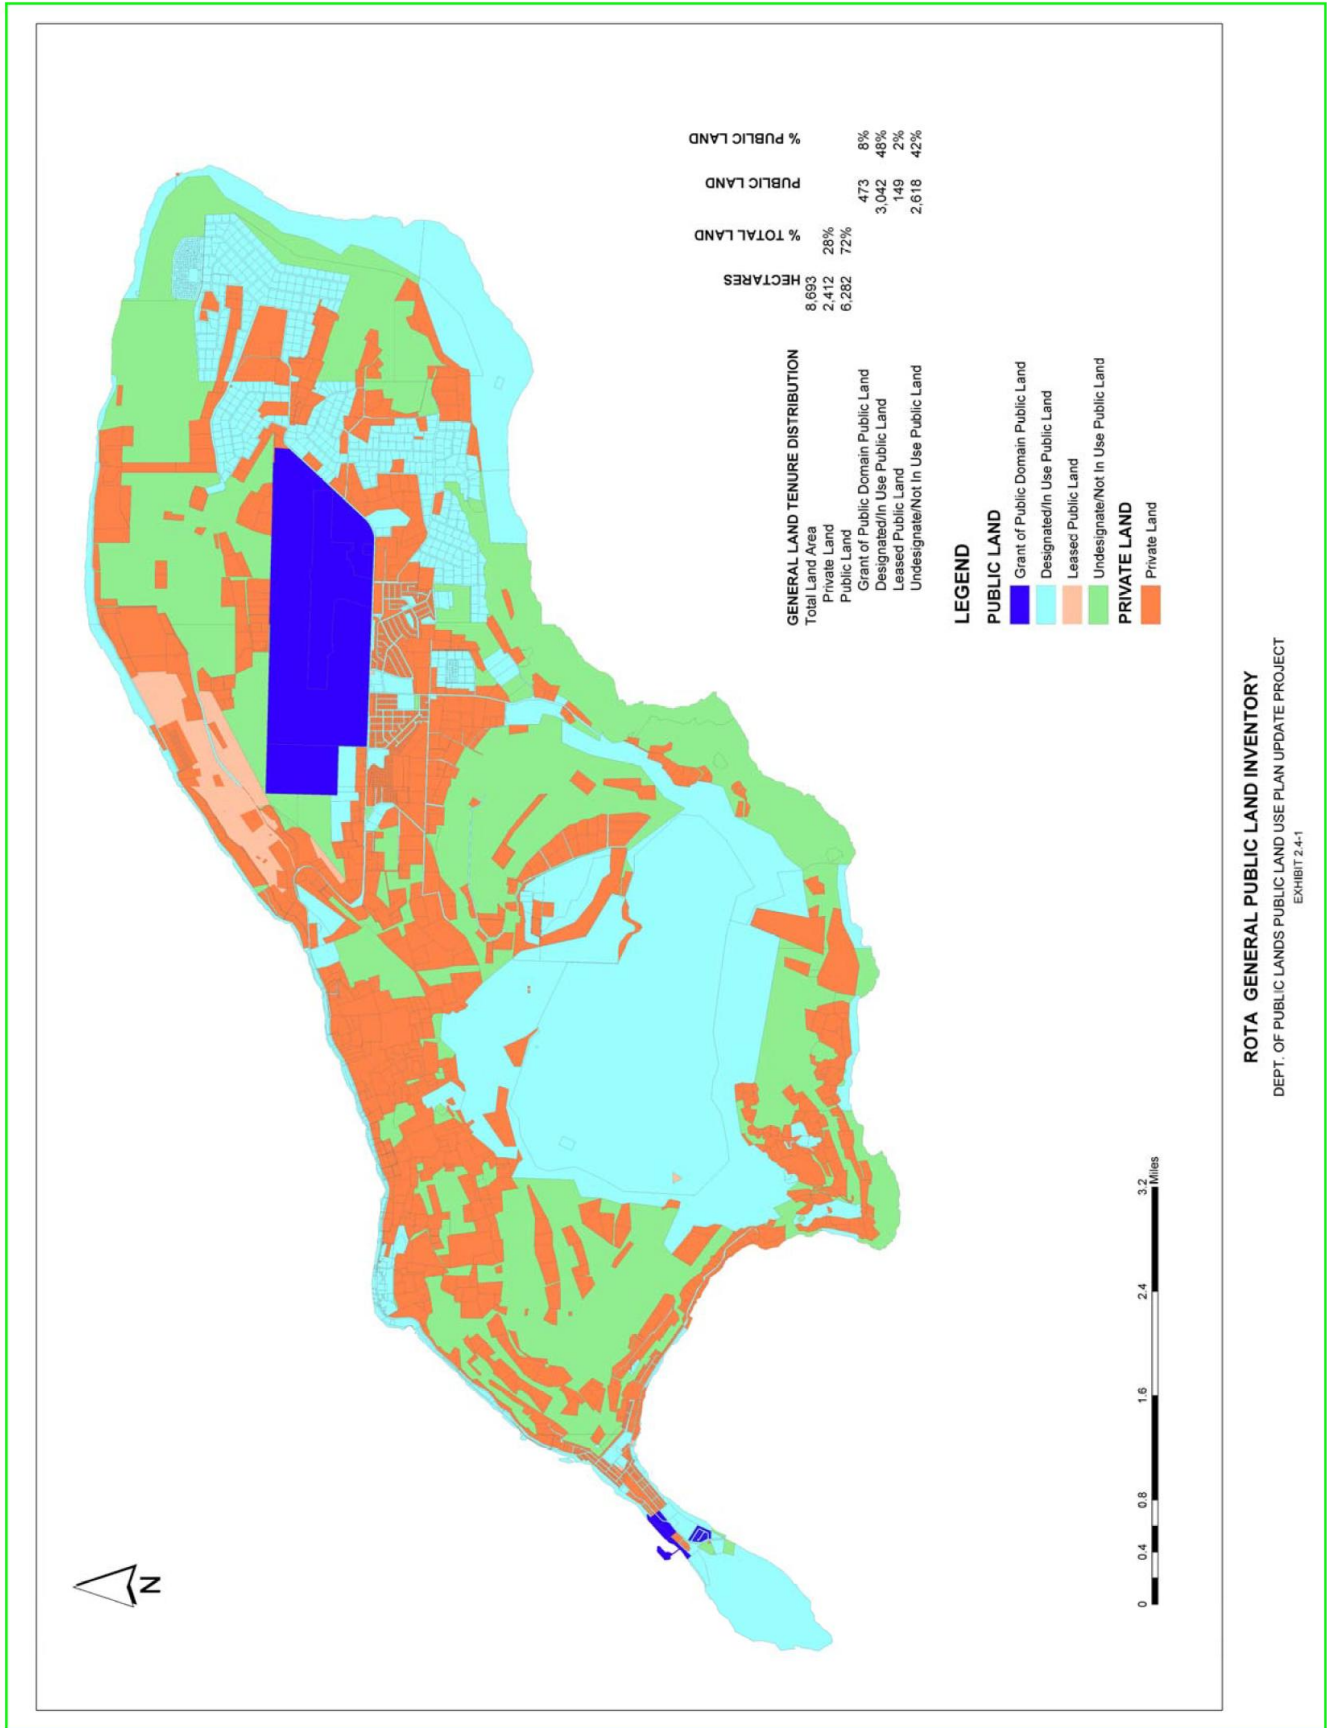 N
GENERAL LAND TENURE DISTRIBUTION HECTARES % TOTAL LAND PUBLIC LAND % PUBLIC LAND
Total Land Area 8,693
Private Land 2,412 28%
Public Land 6,282 72%
Grant of Public Domain Public Land 473 8%
Designated/In Use Public Land 3,042 48%
Leased Public Land 149 2%
Undesignate/Not In Use Public Land 2,618 42%
LEGEND
PUBLIC LAND
Grant of Public Domain Public Land
Designated/In Use Public Land
Leased Public Land
Undesignate/Not In Use Public Land
PRIVATE LAND
Private Land
0 0.4 0.8 1.6 2.4 3.2
Miles
ROTA GENERAL PUBLIC LAND INVENTORY
DEPT. OF PUBLIC LANDS PUBLIC LAND USE PLAN UPDATE PROJECT
EXHIBIT 2.4-1